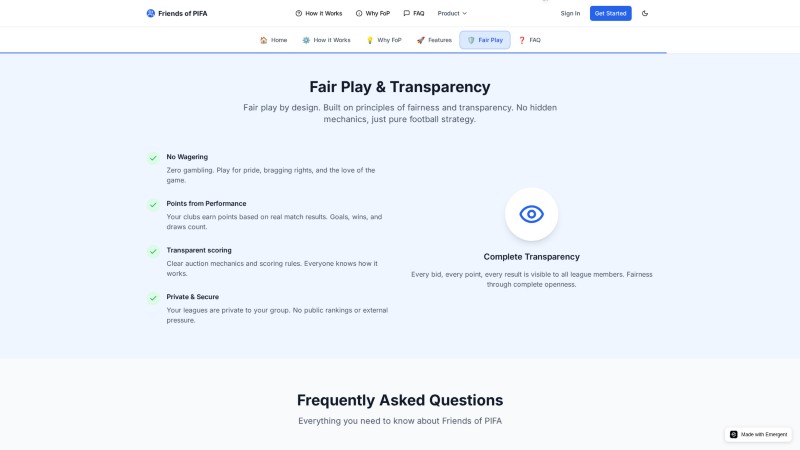 Friends of PIFA
How it Works
Why FoP
FAQ
Product
Sign In
Get Started
Home
How it Works
Why FoP
Features
Fair Play
FAQ
Fair Play & Transparency
Fair play by design. Built on principles of fairness and transparency. No hidden
mechanics, just pure football strategy.
No Wagering
Zero gambling. Play for pride, bragging rights, and the love of the
game.
Points from Performance
Your clubs earn points based on real match results. Goals, wins, and
draws count.
Transparent scoring
Clear auction mechanics and scoring rules. Everyone knows how it
works.
Private & Secure
Your leagues are private to your group. No public rankings or external
pressure.
Complete Transparency
Every bid, every point, every result is visible to all league members. Fairness
through complete openness.
Frequently Asked Questions
Everything you need to know about Friends of PIFA
Made with Emergent